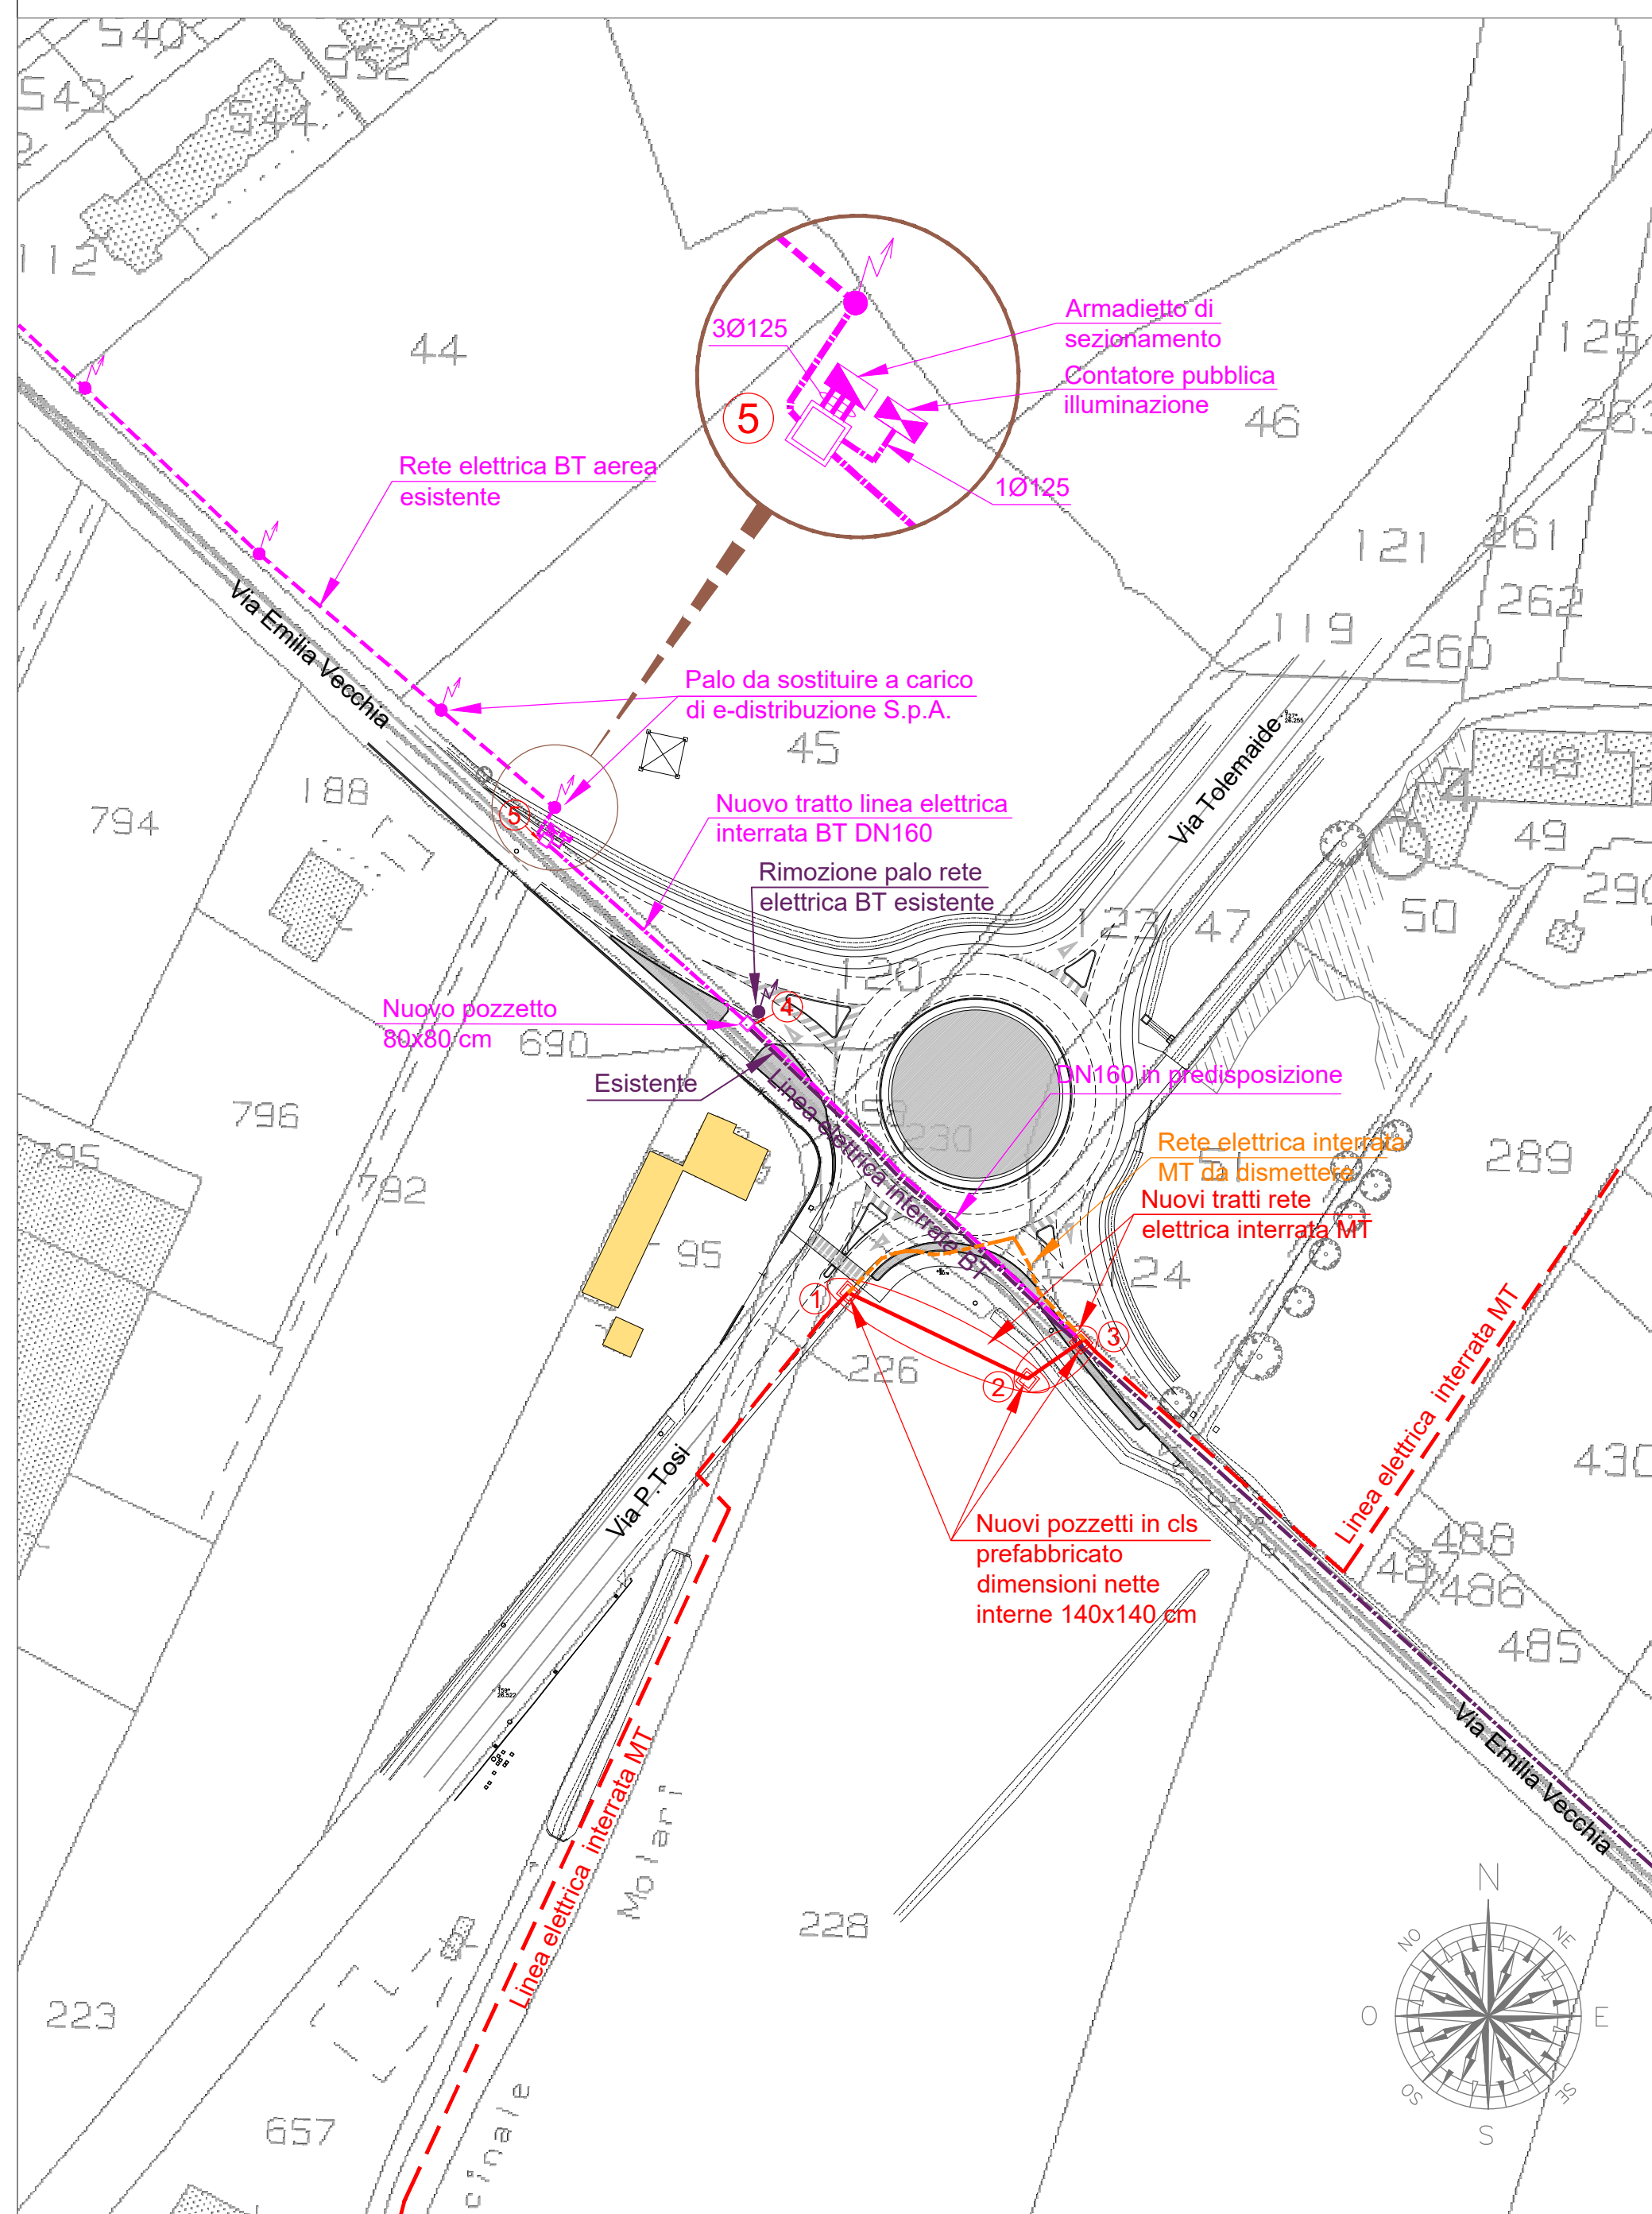 540
552
543
544
112
44
3Ø125
Armadietto di
sezionamento
Contatore pubblica
illuminazione
5
1Ø125
46
125
263
Rete elettrica BT aerea
esistente
121
261
262
119
260
Via Emilia Vecchia
Palo da sostituire a carico
di e-distribuzione S.p.A.
45
Via Tolemaide
48
4
49
188
794
5
Nuovo tratto linea elettrica
interrata BT DN160
Rimozione palo rete
elettrica BT esistente
123
47
50
290
120
4
Nuovo pozzetto
80x80 cm
690
Esistente
DN160 in predisposizione
Linea elettrica interrata BT
230
796
795
792
Rete elettrica interrata
MT da dismettere
51
289
Nuovi tratti rete
elettrica interrata MT
95
24
1
3
2
226
Linea elettrica interrata MT
430
Via P.Tosi
Nuovi pozzetti in cls
prefabbricato
dimensioni nette
interne 140x140 cm
488
486
485
Linea elettrica interrata MT
Molari
Via Emilia Vecchia
228
223
657
cinale
N
NO
NE
O
E
SO
SE
S